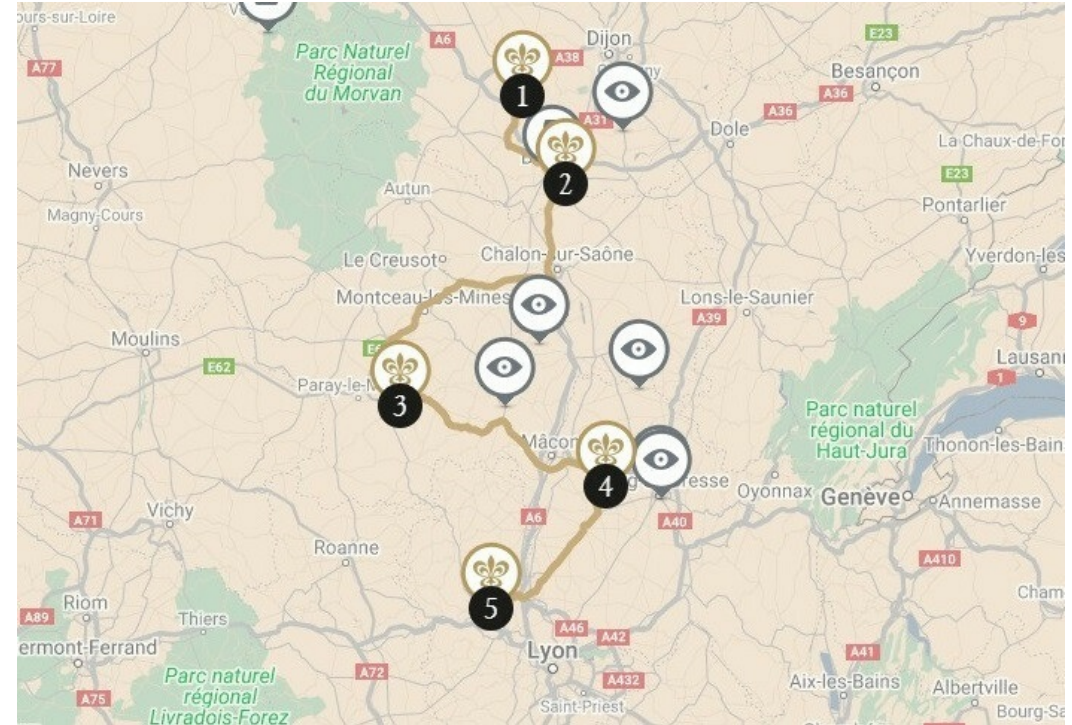 ours-sur-Loire
A6
Dijon
E23
A77
Parc Naturel
Régional
du Morvan
A38
Besançon
1
A36
A31
A36
Dole
La Chaux-de-For
Nevers
2
E23
Magny-Cours
Autun
Pontarlier
Le Creusot
Chalon-sur-Saône
Yverdon-les
Montceau-les-Mines
Lons-le-Saunier
A39
9
Moulins
E62
Lausann
Paray-le-M
1
3
Parc naturel
régional du
Haut-Jura
Mâcon
Thonon-les-Bain
4
resse
Oyonnax
Genève
Annemasse
Vichy
A71
A6
A40
Roanne
A410
5
Riom
Cham
A89
Thiers
A46
A42
ermont-Ferrand
Lyon
A41
Parc naturel
régional
Livradois-Forez
A72
A432
Aix-les-Bains
Albertville
A75
Saint-Priest
Bourg-Sa